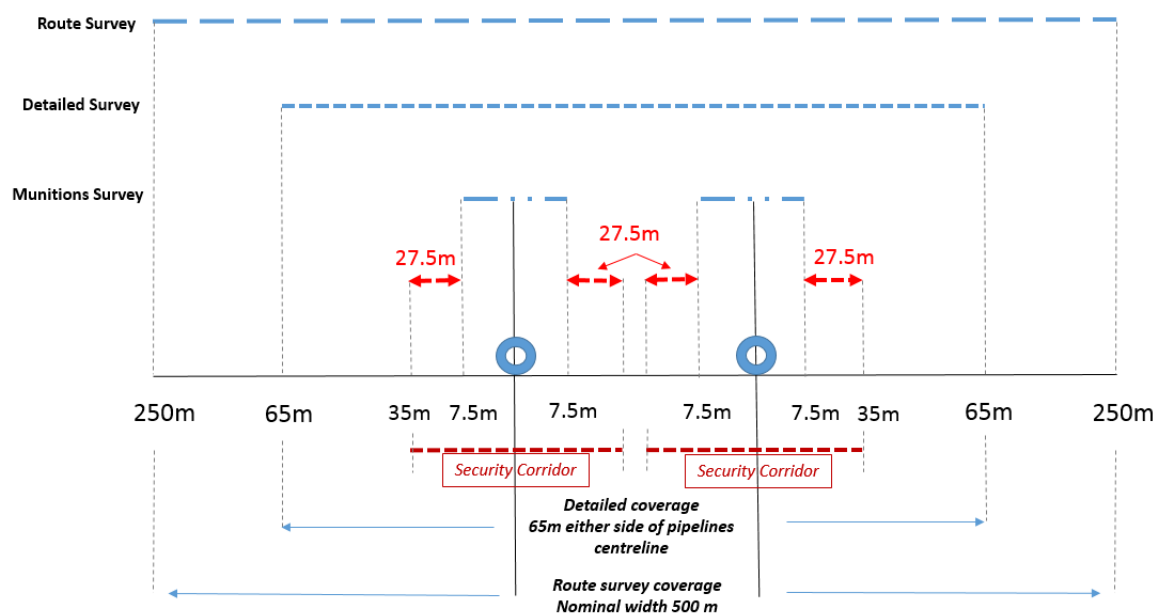 Route Survey
Detailed Survey
Munitions Survey
27.5m
27.5m
27.5m
250m
65m
35m
7.5m
7.5m
7.5m
7.5m
35m
65m
250m
Security Corridor
Security Corridor
Detailed coverage
65m either side of pipelines
centreline
Route survey coverage
Nominal width 500 m